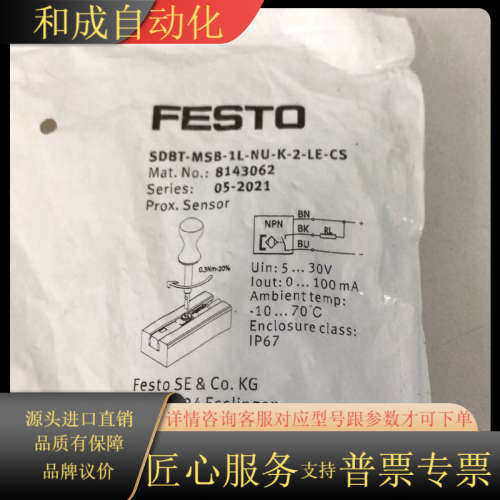 和成自动化
FESTO
SDBT-MSB-1L-NU-K-2-LE-CS
Mat. No.: 8143062
Series: 05-2021
Prox. Sensor
0,3Nm-20%
NPN
BN
BK
BU
RL
+
-
Uin: 5 ... 30V
Iout: 0 ... 100 mA
Ambient temp:
-10 ... 70°C
Enclosure class:
IP67
Festo SE & Co. KG
源头进口直销
品质有保障
品牌议价
详情咨询客服对应型号跟参数才可下单
匠心服务 支持 普票专票